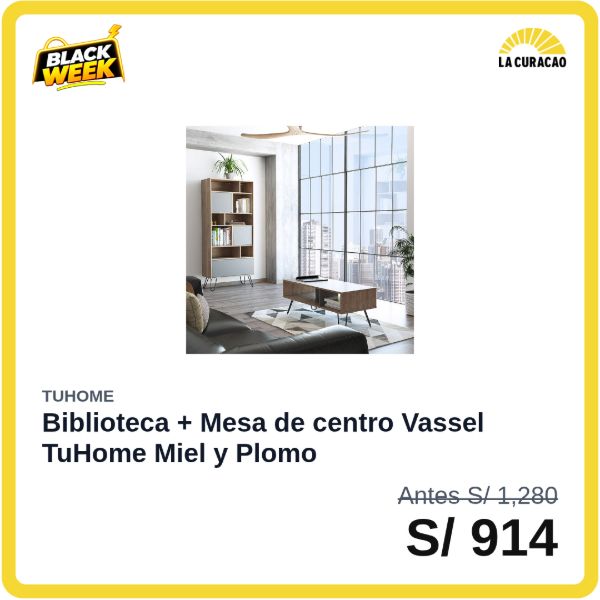 BLACK
WEEK
LA CURACAO
TUHOME
Biblioteca + Mesa de centro Vassel
TuHome Miel y Plomo
Antes S/ 1,280
S/ 914